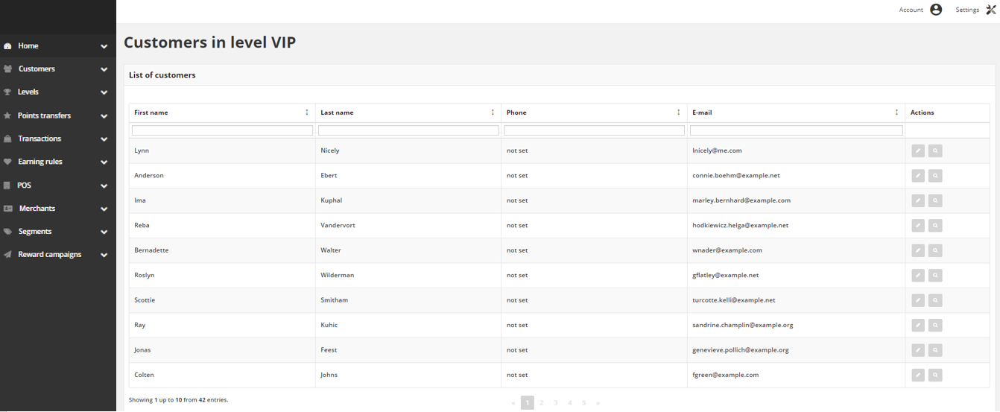 Account Settings
Home
Customers
Levels
Points transfers
Transactions
Earning rules
POS
Merchants
Segments
Reward campaigns
Customers in level VIP
List of customers
First name Last name Phone E-mail Actions
Lynn Nicely not set lnicely@me.com
Anderson Ebert not set connie.boehm@example.net
Ima Kuphal not set marley.bernhard@example.com
Reba Vandervort not set hodkiewicz.helga@example.net
Bernadette Walter not set wnader@example.com
Roslyn Wilderman not set gflatley@example.net
Scottie Smitham not set turcotte.kelli@example.net
Ray Kuhic not set sandrine.champlin@example.org
Jonas Feest not set genevieve.pollich@example.org
Colten Johns not set fgreen@example.com
Showing 1 up to 10 from 42 entries.
« 1 2 3 4 5 »